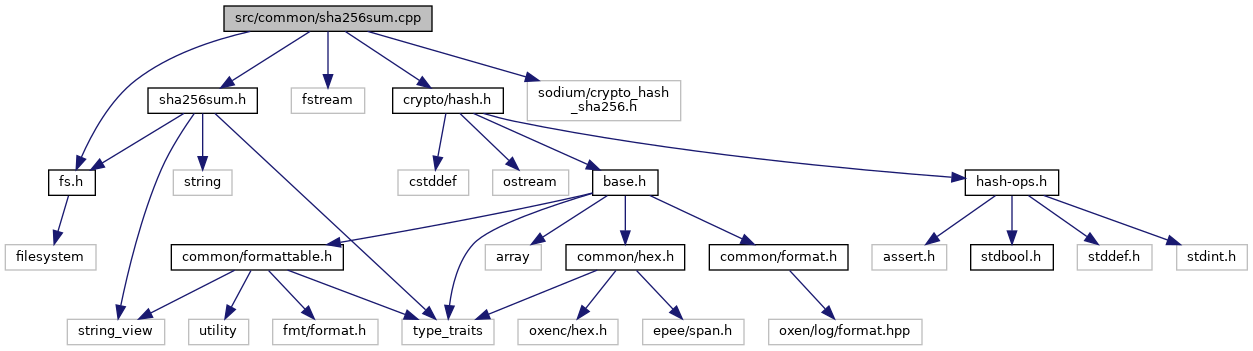 src/common/sha256sum.cpp
sha256sum.h
fstream
crypto/hash.h
sodium/crypto_hash
_sha256.h
fs.h
string
cstddef
ostream
base.h
hash-ops.h
filesystem
common/formattable.h
array
common/hex.h
common/format.h
assert.h
stdbool.h
stddef.h
stdint.h
string_view
utility
fmt/format.h
type_traits
oxenc/hex.h
epee/span.h
oxen/log/format.hpp